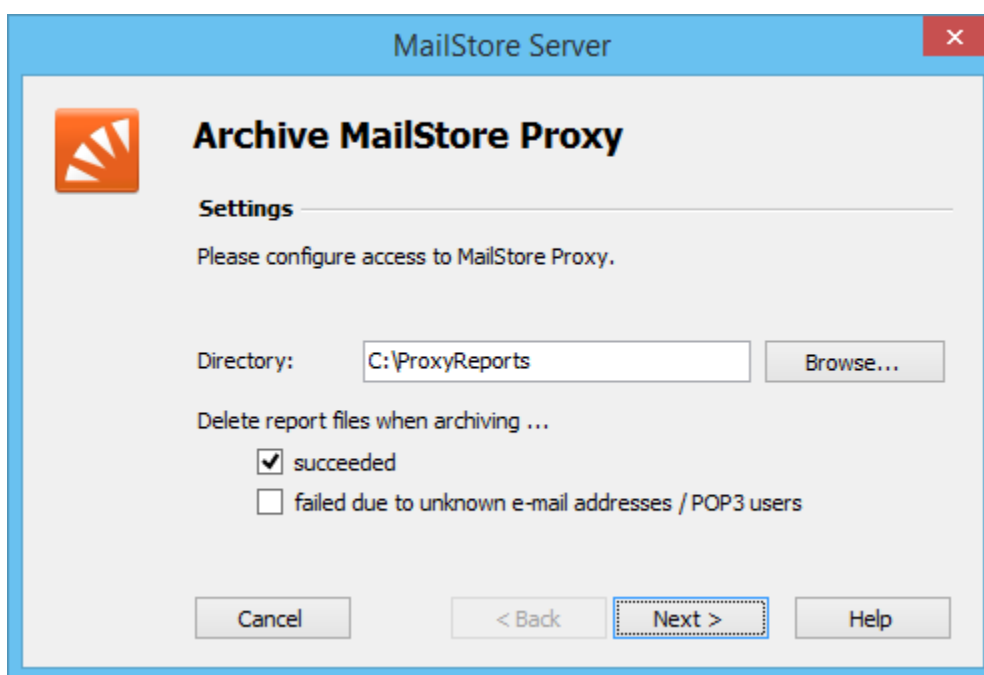 MailStore Server
Archive MailStore Proxy
Settings
Please configure access to MailStore Proxy.
Directory: C:\ProxyReports Browse...
Delete report files when archiving ...
succeeded
failed due to unknown e-mail addresses / POP3 users
Cancel < Back Next > Help